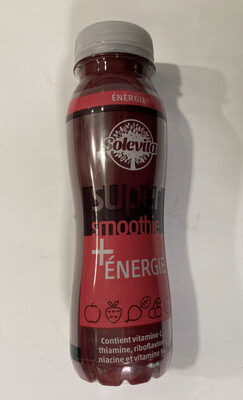 ÉNERGIE
Solevita
super
smoothie
+ÉNERGIE
Contient vitamine C,
thiamine, riboflavine
niacine et vitamine